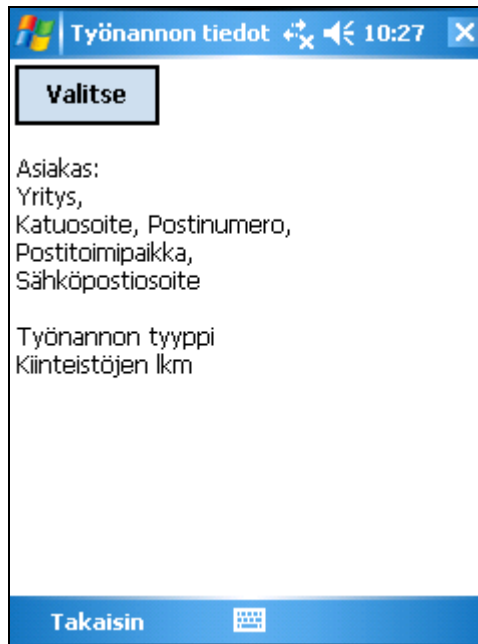 Työnannon tiedot 10:27
Valitse
Asiakas:
Yritys,
Katuosoite, Postinumero,
Postitoimipaikka,
Sähköpostiosoite
Työnannon tyyppi
Kiinteistöjen lkm
Takaisin